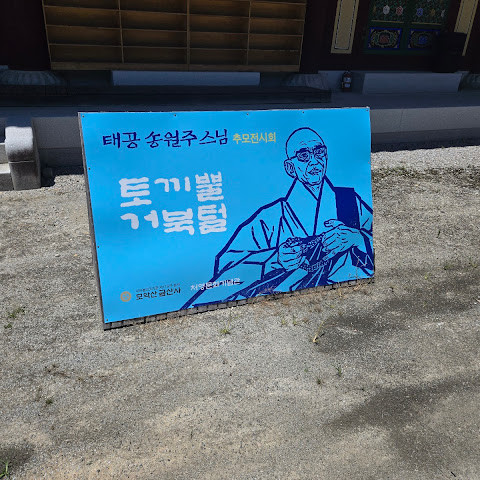 태광 송월주 스님 추모전시회
토끼뿔
거북털
모악산 금산사